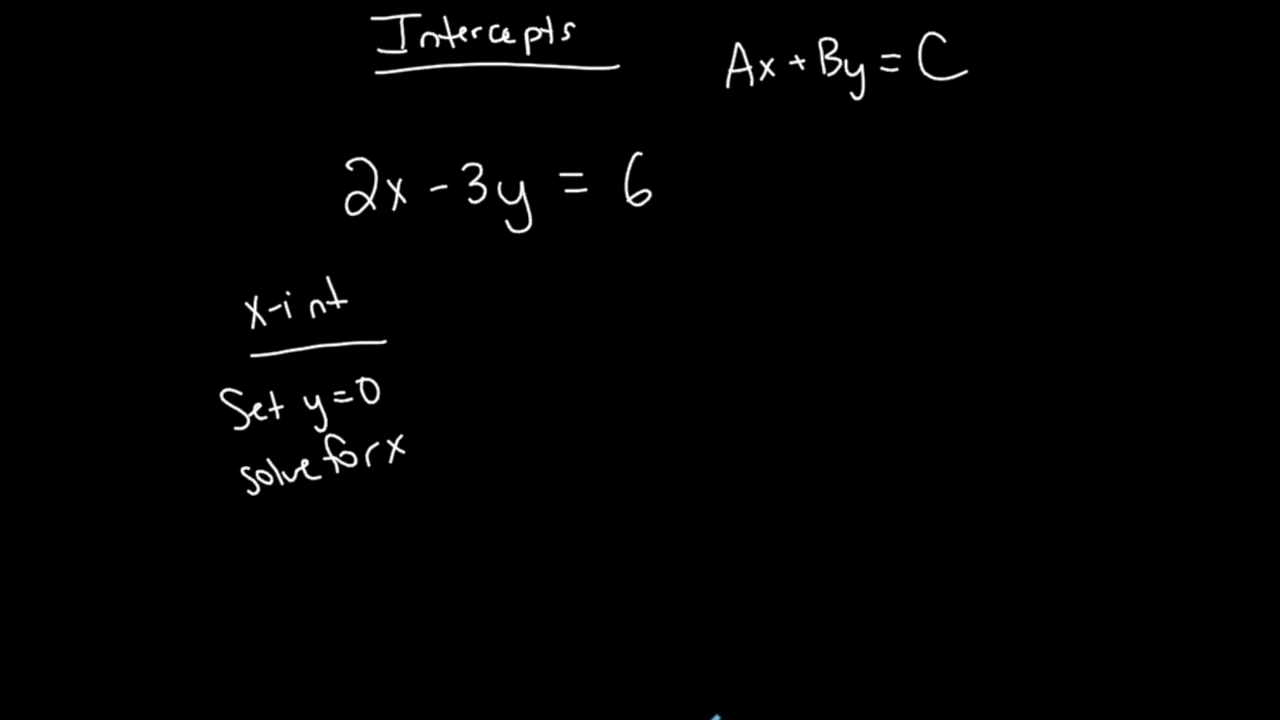 Intercepts
Ax + By = C
2x - 3y = 6
x-int
Set y=0
solve for x